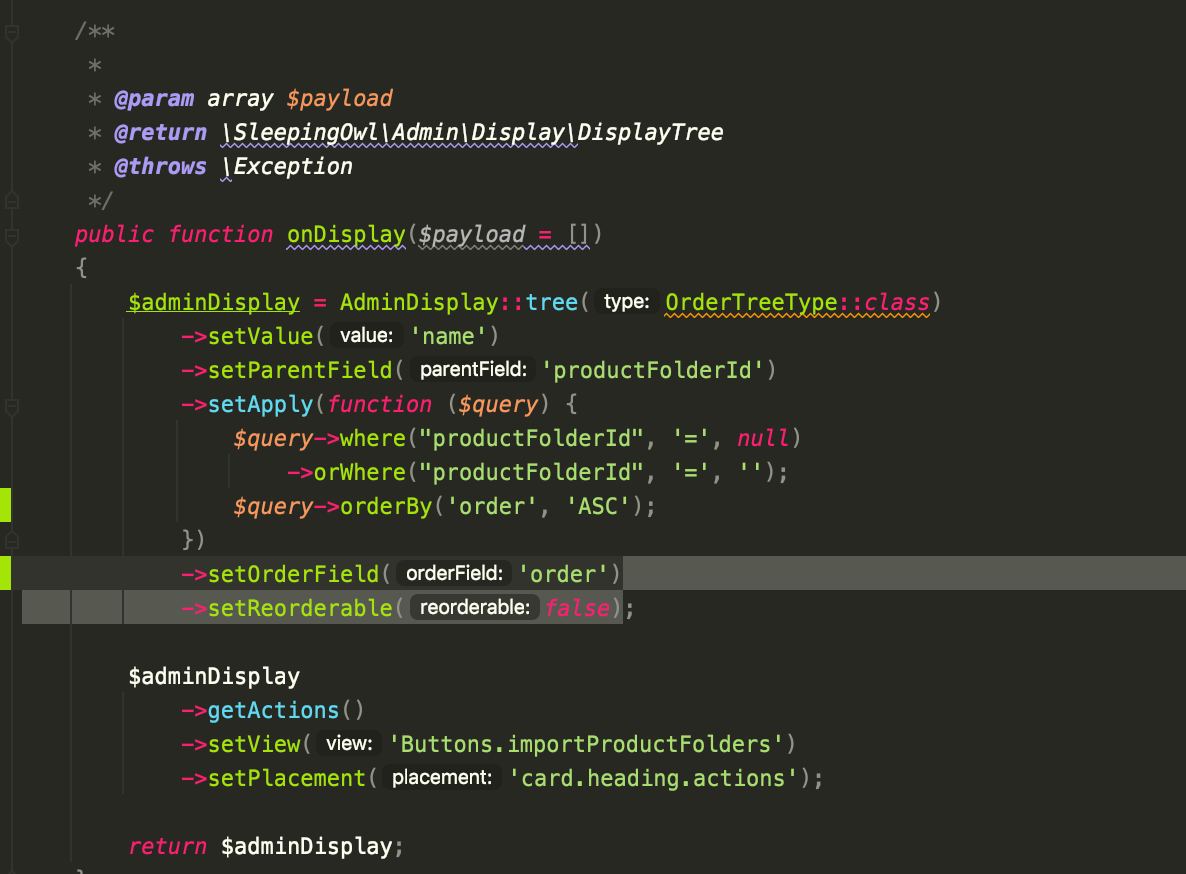 /**
 *
 * @param array $payload
 * @return \SleepingOwl\Admin\Display\DisplayTree
 * @throws \Exception
 */
public function onDisplay($payload = [])
{
    $adminDisplay = AdminDisplay::tree( type: OrderTreeType::class)
        ->setValue( value: 'name')
        ->setParentField( parentField: 'productFolderId')
        ->setApply(function ($query) {
            $query->where("productFolderId", '=', null)
                ->orWhere("productFolderId", '=', '');
            $query->orderBy('order', 'ASC');
        })
        ->setOrderField( orderField: 'order')
        ->setReorderable( reorderable: false);
    $adminDisplay
        ->getActions()
        ->setView( view: 'Buttons.importProductFolders')
        ->setPlacement( placement: 'card.heading.actions');
    return $adminDisplay;